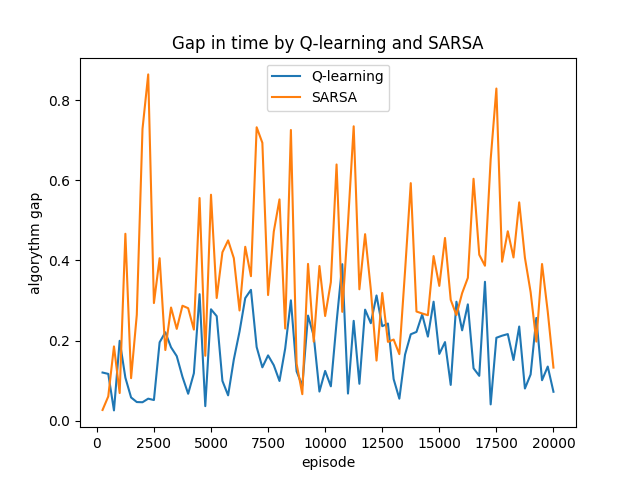 Gap in time by Q-learning and SARSA
Q-learning
SARSA
algorythm gap
0.8
0.6
0.4
0.2
0.0
0 2500 5000 7500 10000 12500 15000 17500 20000
episode